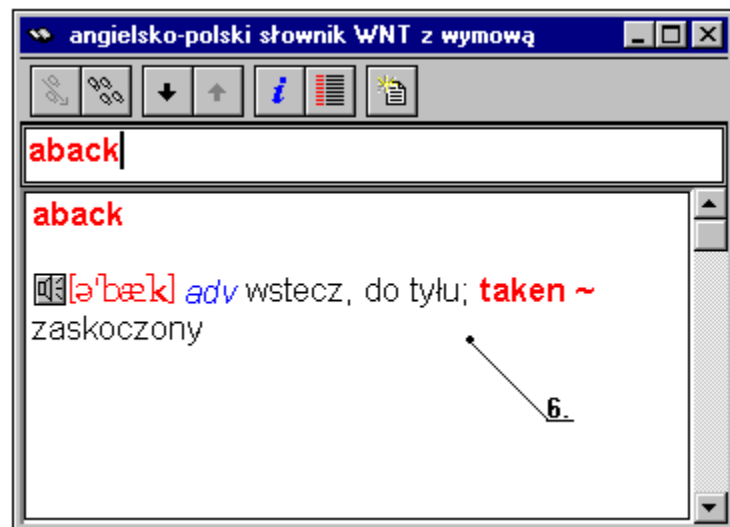 angielsko-polski słownik WNT z wymową
aback
aback
[ə'bæk] adv wstecz, do tyłu; taken ~
zaskoczony
6.